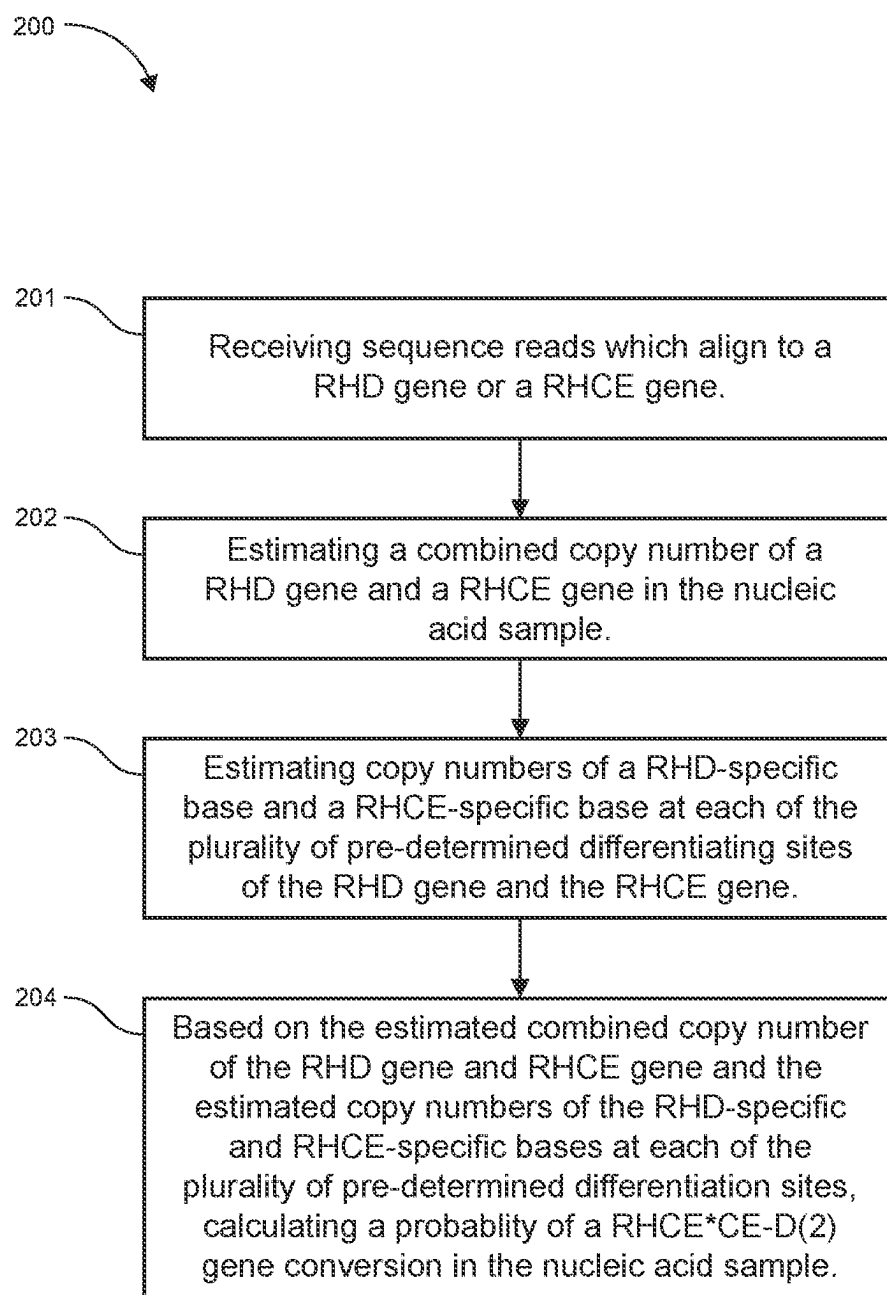 200
201
Receiving sequence reads which align to a
RHD gene or a RHCE gene.
202
Estimating a combined copy number of a
RHD gene and a RHCE gene in the nucleic
acid sample.
203
Estimating copy numbers of a RHD-specific
base and a RHCE-specific base at each of the
plurality of pre-determined differentiating sites
of the RHD gene and the RHCE gene.
204
Based on the estimated combined copy number
of the RHD gene and RHCE gene and the
estimated copy numbers of the RHD-specific
and RHCE-specific bases at each of the
plurality of pre-determined differentiation sites,
calculating a probablity of a RHCE*CE-D(2)
gene conversion in the nucleic acid sample.